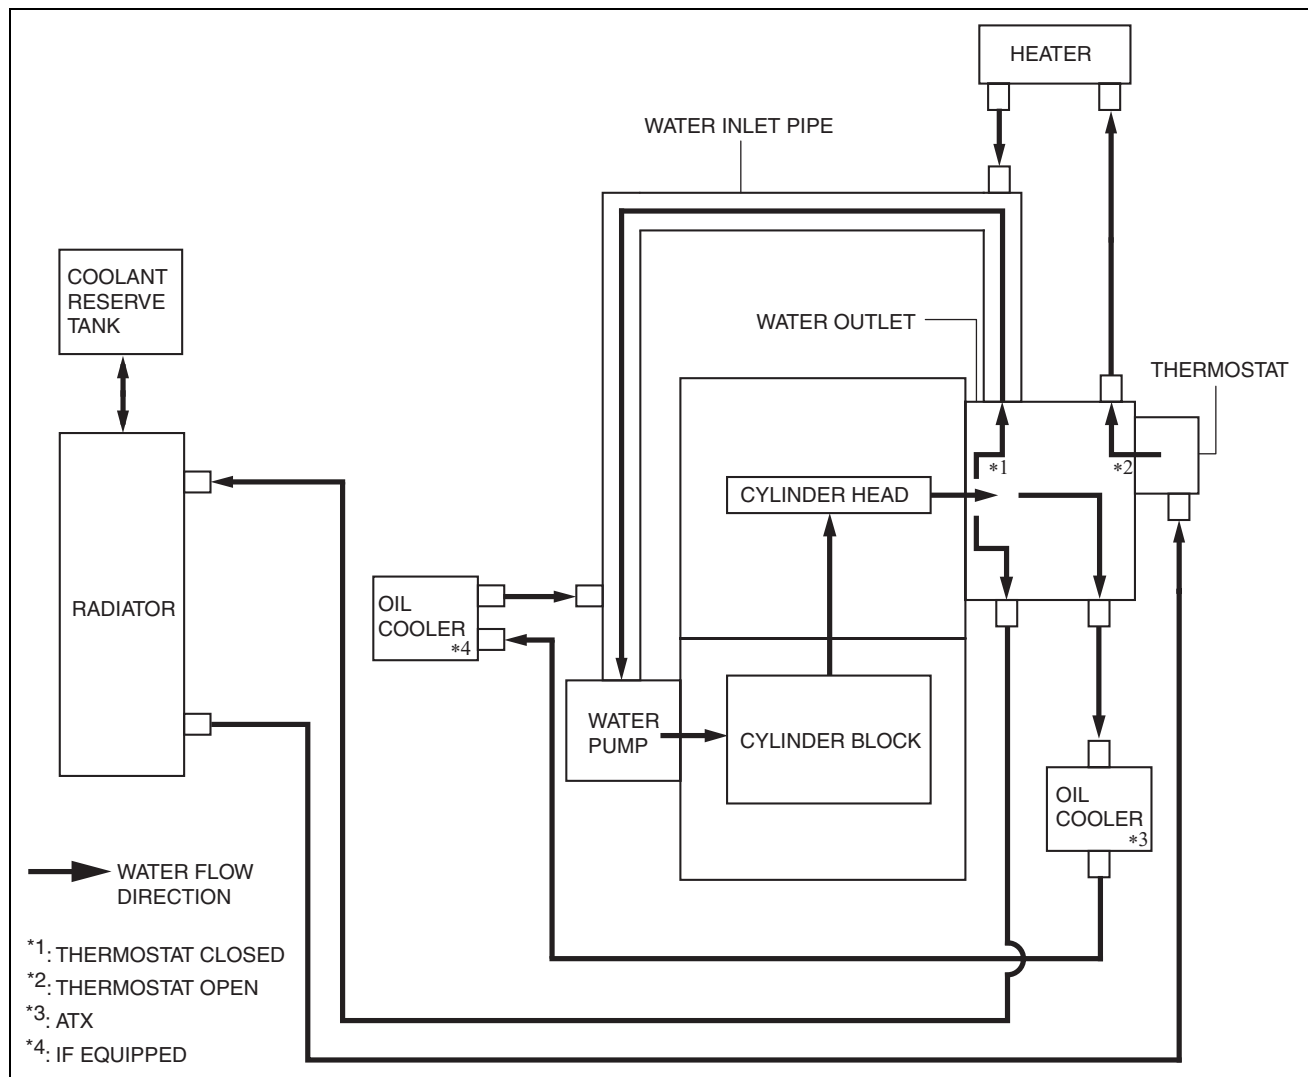 HEATER
WATER INLET PIPE
COOLANT
RESERVE
TANK
WATER OUTLET
THERMOSTAT
*1
*2
CYLINDER HEAD
RADIATOR
OIL
COOLER
*4
WATER
PUMP
CYLINDER BLOCK
OIL
COOLER
*3
WATER FLOW
DIRECTION
*1: THERMOSTAT CLOSED
*2: THERMOSTAT OPEN
*3: ATX
*4: IF EQUIPPED